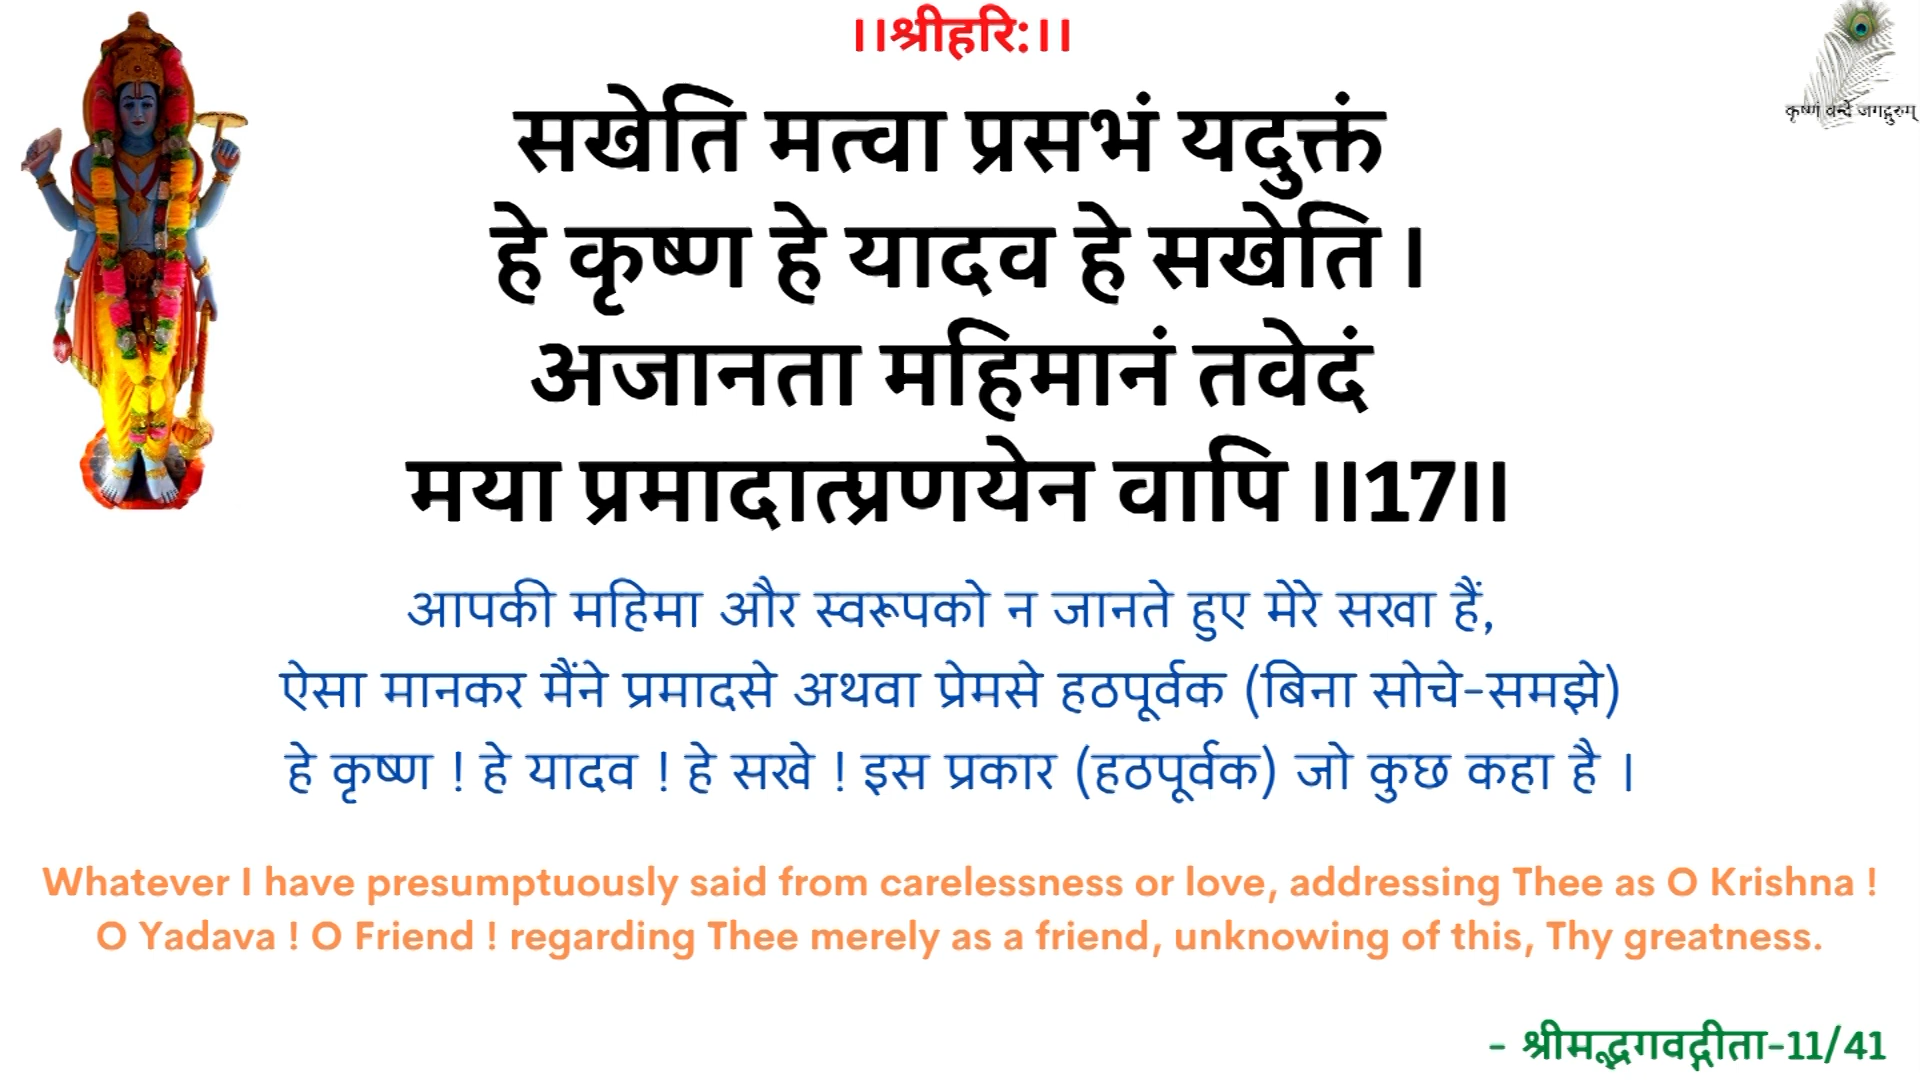 ।।श्रीहरि:।।
कृष्णं वन्दे जगद्गुरुम्
सखेति मत्वा प्रसभं यदुक्तं
हे कृष्ण हे यादव हे सखेति ।
अजानता महिमानं तवेदं
मया प्रमादात्प्रणयेन वापि ।।17।।
आपकी महिमा और स्वरूपको न जानते हुए मेरे सखा हैं,
ऐसा मानकर मैंने प्रमादसे अथवा प्रेमसे हठपूर्वक (बिना सोचे-समझे)
हे कृष्ण ! हे यादव ! हे सखे ! इस प्रकार (हठपूर्वक) जो कुछ कहा है ।
Whatever I have presumptuously said from carelessness or love, addressing Thee as O Krishna !
O Yadava ! O Friend ! regarding Thee merely as a friend, unknowing of this, Thy greatness.
- श्रीमद्भगवद्गीता-11/41